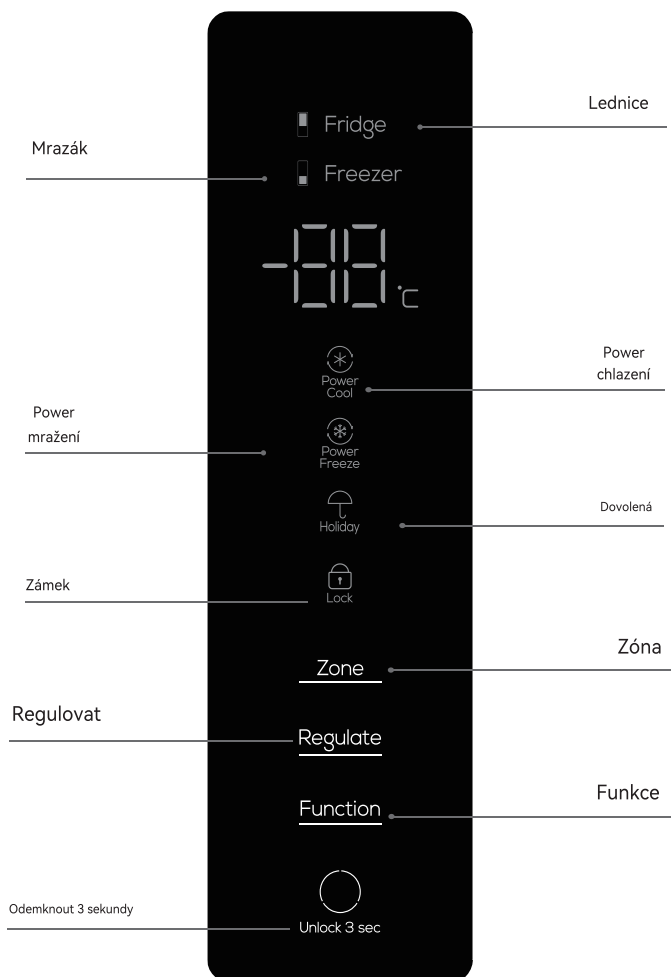 Lednice
Fridge
Mrazák
Freezer
-88 °C
Power
chlazení
Power
Cool
Power
mražení
Power
Freeze
Dovolená
Holiday
Zámek
Lock
Zóna
Zone
Regulovat
Regulate
Funkce
Function
Odemknout 3 sekundy
Unlock 3 sec